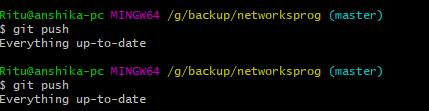 Ritu@anshika-pc MINGW64 /g/backup/networksprog (master)
$ git push
Everything up-to-date
Ritu@anshika-pc MINGW64 /g/backup/networksprog (master)
$ git push
Everything up-to-date